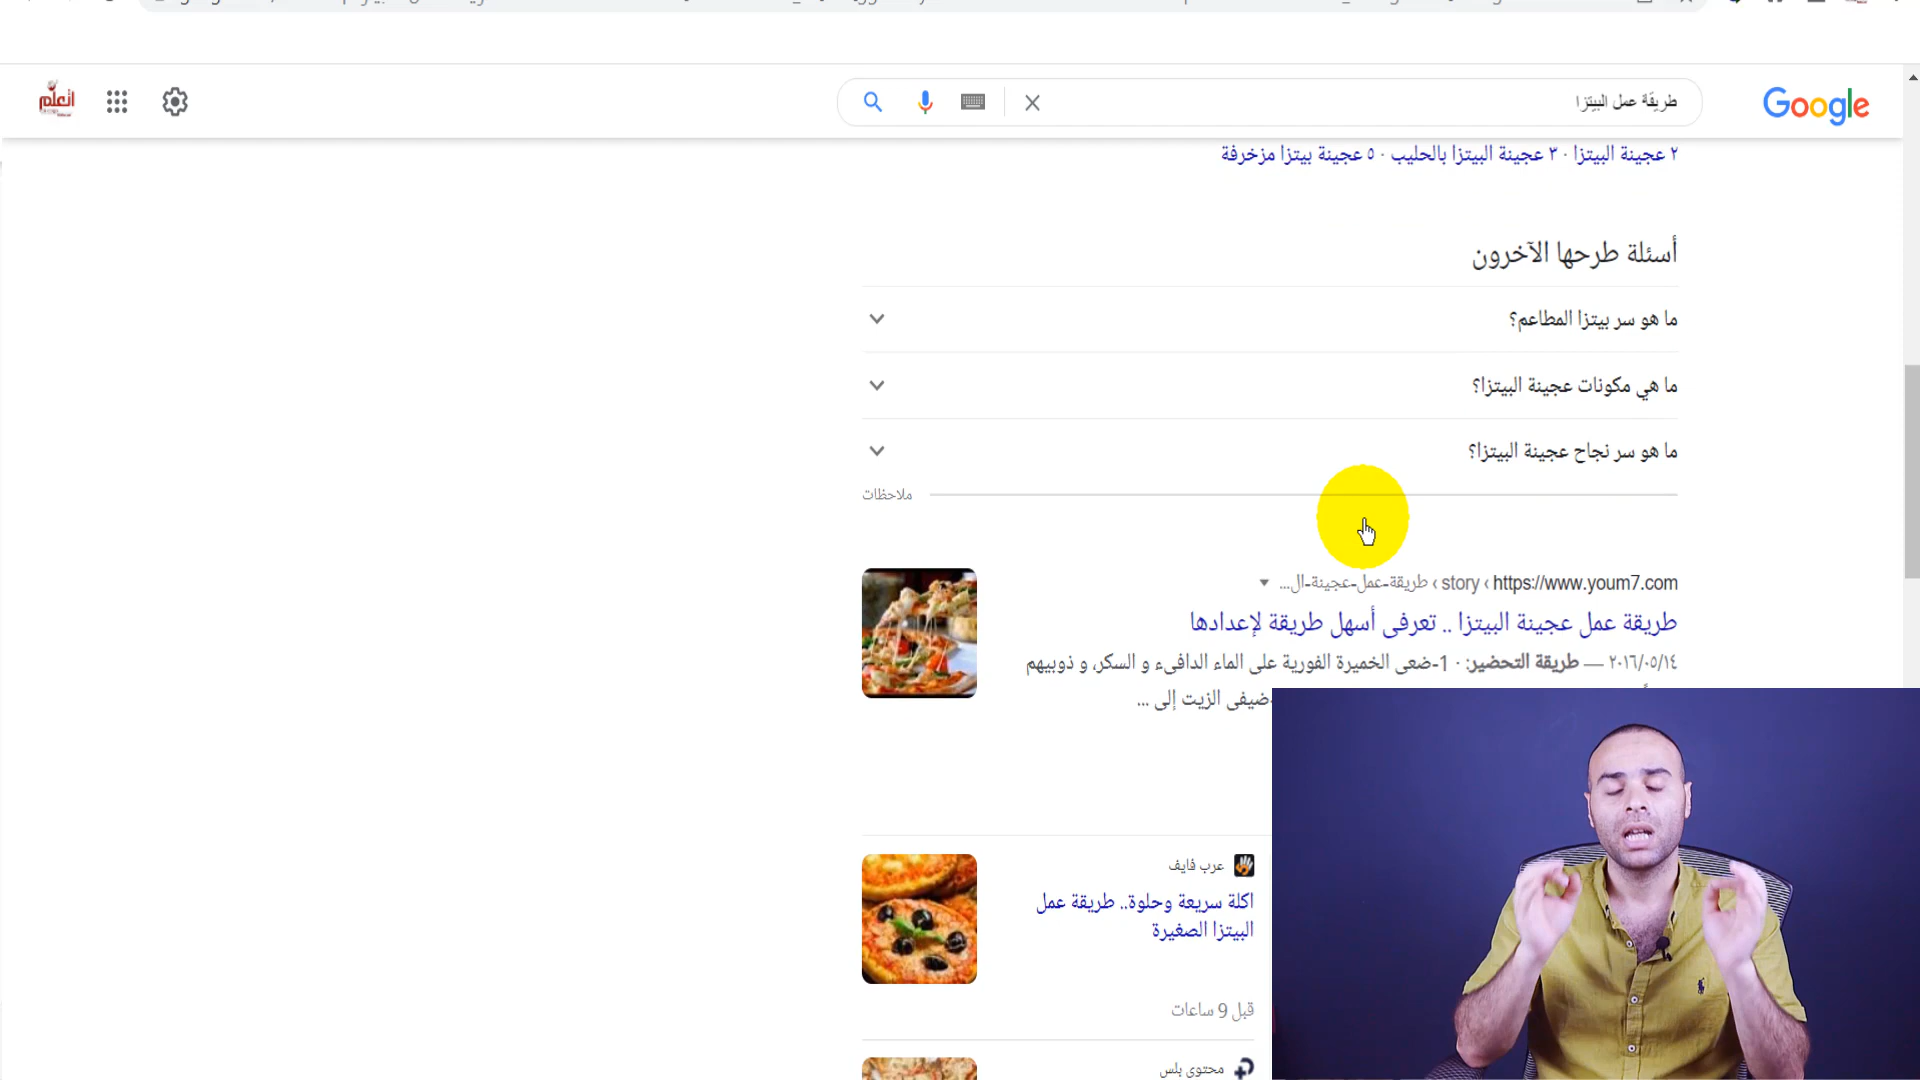 اتعلم
طريقة عمل البيتزا
Google
٢ عجينة البيتزا · ٣ عجينة البيتزا بالحليب · ٥ عجينة بيتزا مزخرفة
أسئلة طرحها الآخرون
ما هو سر بيتزا المطاعم؟
ما هي مكونات عجينة البيتزا؟
ما هو سر نجاح عجينة البيتزا؟
ملاحظات
https://www.youm7.com › story › طريقة-عمل-عجينة-ال...
طريقة عمل عجينة البيتزا .. تعرفى أسهل طريقة لإعدادها
٢٠١٦/٠٥/١٤ — طريقة التحضير: · 1-ضعى الخميرة الفورية على الماء الدافىء و السكر، و ذوبيهم
ضيفى الزيت إلى ...
عرب فايف
اكلة سريعة وحلوة.. طريقة عمل
البيتزا الصغيرة
قبل 9 ساعات
محتوى بلس